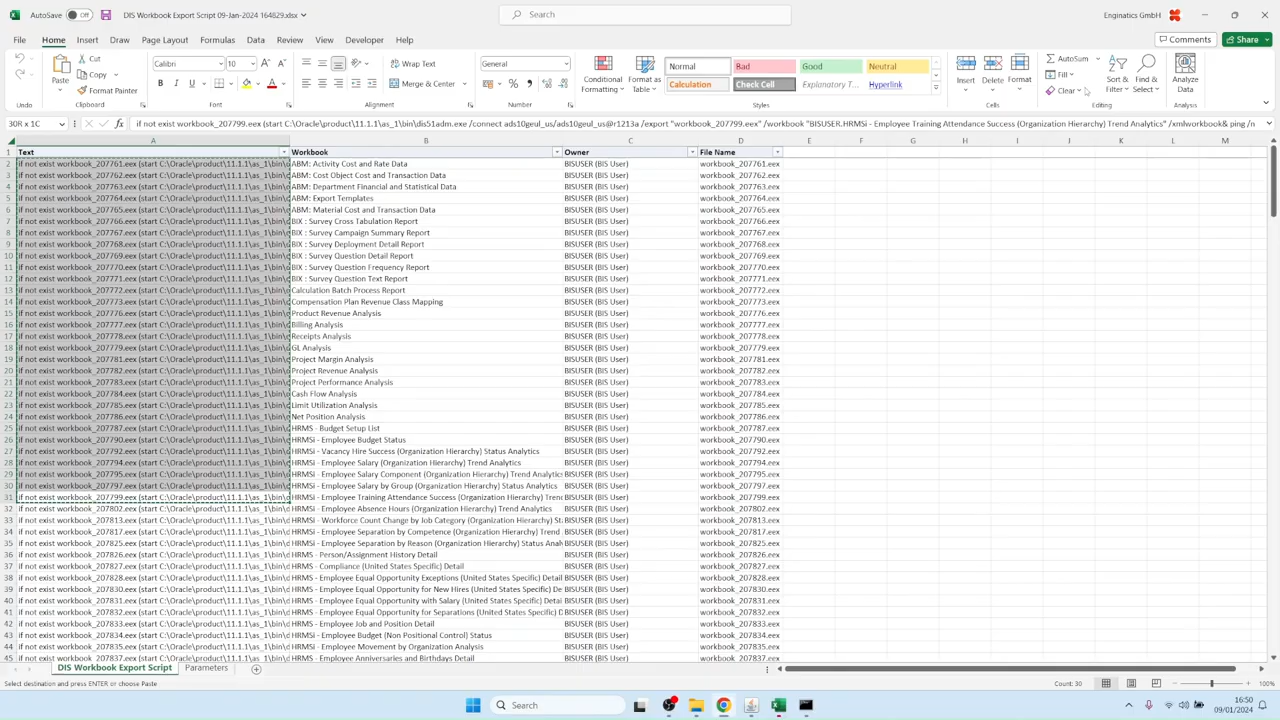 AutoSave Off DIS Workbook Export Script 09-Jan-2024 164829.xlsx Search Enginatics GmbH
File Home Insert Draw Page Layout Formulas Data Review View Developer Help Comments Share
Paste Cut Copy Format Painter Calibri 10 Wrap Text Merge & Center General Conditional Formatting Format as Table Normal Bad Good Neutral Calculation Check Cell Explanatory T... Hyperlink Insert Delete Format AutoSum Fill Clear Sort & Filter Find & Select Analyze Data
Undo Clipboard Font Alignment Number Styles Cells Editing Analysis
30R x 1C fx if not exist workbook_207799.eex (start C:\Oracle\product\11.1.1\as_1\bin\dis51adm.exe /connect ads10geul_us/ads10geul_us@r1213a /export "workbook_207799.eex" /workbook "BISUSER.HRMSi - Employee Training Attendance Success (Organization Hierarchy) Trend Analytics" /xmlworkbook& ping /n
A B C D E F G H I J K L M
1 Text Workbook Owner File Name
2 if not exist workbook_207761.eex (start C:\Oracle\product\11.1.1\as_1\bin\d ABM: Activity Cost and Rate Data BISUSER (BIS User) workbook_207761.eex
3 if not exist workbook_207762.eex (start C:\Oracle\product\11.1.1\as_1\bin\d ABM: Cost Object Cost and Transaction Data BISUSER (BIS User) workbook_207762.eex
4 if not exist workbook_207763.eex (start C:\Oracle\product\11.1.1\as_1\bin\d ABM: Department Financial and Statistical Data BISUSER (BIS User) workbook_207763.eex
5 if not exist workbook_207764.eex (start C:\Oracle\product\11.1.1\as_1\bin\d ABM: Export Templates BISUSER (BIS User) workbook_207764.eex
6 if not exist workbook_207765.eex (start C:\Oracle\product\11.1.1\as_1\bin\d ABM: Material Cost and Transaction Data BISUSER (BIS User) workbook_207765.eex
7 if not exist workbook_207766.eex (start C:\Oracle\product\11.1.1\as_1\bin\d BIX : Survey Cross Tabulation Report BISUSER (BIS User) workbook_207766.eex
8 if not exist workbook_207767.eex (start C:\Oracle\product\11.1.1\as_1\bin\d BIX : Survey Campaign Summary Report BISUSER (BIS User) workbook_207767.eex
9 if not exist workbook_207768.eex (start C:\Oracle\product\11.1.1\as_1\bin\d BIX : Survey Deployment Detail Report BISUSER (BIS User) workbook_207768.eex
10 if not exist workbook_207769.eex (start C:\Oracle\product\11.1.1\as_1\bin\d BIX : Survey Question Detail Report BISUSER (BIS User) workbook_207769.eex
11 if not exist workbook_207770.eex (start C:\Oracle\product\11.1.1\as_1\bin\d BIX : Survey Question Frequency Report BISUSER (BIS User) workbook_207770.eex
12 if not exist workbook_207771.eex (start C:\Oracle\product\11.1.1\as_1\bin\d BIX : Survey Question Text Report BISUSER (BIS User) workbook_207771.eex
13 if not exist workbook_207772.eex (start C:\Oracle\product\11.1.1\as_1\bin\d Calculation Batch Process Report BISUSER (BIS User) workbook_207772.eex
14 if not exist workbook_207773.eex (start C:\Oracle\product\11.1.1\as_1\bin\d Compensation Plan Revenue Class Mapping BISUSER (BIS User) workbook_207773.eex
15 if not exist workbook_207776.eex (start C:\Oracle\product\11.1.1\as_1\bin\d Product Revenue Analysis BISUSER (BIS User) workbook_207776.eex
16 if not exist workbook_207777.eex (start C:\Oracle\product\11.1.1\as_1\bin\d Billing Analysis BISUSER (BIS User) workbook_207777.eex
17 if not exist workbook_207778.eex (start C:\Oracle\product\11.1.1\as_1\bin\d Receipts Analysis BISUSER (BIS User) workbook_207778.eex
18 if not exist workbook_207779.eex (start C:\Oracle\product\11.1.1\as_1\bin\d GL Analysis BISUSER (BIS User) workbook_207779.eex
19 if not exist workbook_207781.eex (start C:\Oracle\product\11.1.1\as_1\bin\d Project Margin Analysis BISUSER (BIS User) workbook_207781.eex
20 if not exist workbook_207782.eex (start C:\Oracle\product\11.1.1\as_1\bin\d Project Revenue Analysis BISUSER (BIS User) workbook_207782.eex
21 if not exist workbook_207783.eex (start C:\Oracle\product\11.1.1\as_1\bin\d Project Performance Analysis BISUSER (BIS User) workbook_207783.eex
22 if not exist workbook_207784.eex (start C:\Oracle\product\11.1.1\as_1\bin\d Cash Flow Analysis BISUSER (BIS User) workbook_207784.eex
23 if not exist workbook_207785.eex (start C:\Oracle\product\11.1.1\as_1\bin\d Limit Utilization Analysis BISUSER (BIS User) workbook_207785.eex
24 if not exist workbook_207786.eex (start C:\Oracle\product\11.1.1\as_1\bin\d Net Position Analysis BISUSER (BIS User) workbook_207786.eex
25 if not exist workbook_207787.eex (start C:\Oracle\product\11.1.1\as_1\bin\d HRMS - Budget Setup List BISUSER (BIS User) workbook_207787.eex
26 if not exist workbook_207790.eex (start C:\Oracle\product\11.1.1\as_1\bin\d HRMSi - Employee Budget Status BISUSER (BIS User) workbook_207790.eex
27 if not exist workbook_207792.eex (start C:\Oracle\product\11.1.1\as_1\bin\d HRMSi - Vacancy Hire Success (Organization Hierarchy) Status Analytics BISUSER (BIS User) workbook_207792.eex
28 if not exist workbook_207794.eex (start C:\Oracle\product\11.1.1\as_1\bin\d HRMSi - Employee Salary (Organization Hierarchy) Trend Analytics BISUSER (BIS User) workbook_207794.eex
29 if not exist workbook_207795.eex (start C:\Oracle\product\11.1.1\as_1\bin\d HRMSi - Employee Salary Component (Organization Hierarchy) Trend Analytics BISUSER (BIS User) workbook_207795.eex
30 if not exist workbook_207797.eex (start C:\Oracle\product\11.1.1\as_1\bin\d HRMSi - Employee Salary by Group (Organization Hierarchy) Status Analytics BISUSER (BIS User) workbook_207797.eex
31 if not exist workbook_207799.eex (start C:\Oracle\product\11.1.1\as_1\bin\d HRMSi - Employee Training Attendance Success (Organization Hierarchy) Tren BISUSER (BIS User) workbook_207799.eex
32 if not exist workbook_207802.eex (start C:\Oracle\product\11.1.1\as_1\bin\d HRMSi - Employee Absence Hours (Organization Hierarchy) Trend Analytics BISUSER (BIS User) workbook_207802.eex
33 if not exist workbook_207813.eex (start C:\Oracle\product\11.1.1\as_1\bin\d HRMSi - Workforce Count Change by Job Category (Organization Hierarchy) St BISUSER (BIS User) workbook_207813.eex
34 if not exist workbook_207817.eex (start C:\Oracle\product\11.1.1\as_1\bin\d HRMSi - Employee Separation by Competence (Organization Hierarchy) Trend BISUSER (BIS User) workbook_207817.eex
35 if not exist workbook_207825.eex (start C:\Oracle\product\11.1.1\as_1\bin\d HRMSi - Employee Separation by Reason (Organization Hierarchy) Status Anal BISUSER (BIS User) workbook_207825.eex
36 if not exist workbook_207826.eex (start C:\Oracle\product\11.1.1\as_1\bin\d HRMS - Person/Assignment History Detail BISUSER (BIS User) workbook_207826.eex
37 if not exist workbook_207827.eex (start C:\Oracle\product\11.1.1\as_1\bin\d HRMS - Compliance (United States Specific) Detail BISUSER (BIS User) workbook_207827.eex
38 if not exist workbook_207828.eex (start C:\Oracle\product\11.1.1\as_1\bin\d HRMS - Employee Equal Opportunity Exceptions (United States Specific) Detail BISUSER (BIS User) workbook_207828.eex
39 if not exist workbook_207830.eex (start C:\Oracle\product\11.1.1\as_1\bin\d HRMS - Employee Equal Opportunity for New Hires (United States Specific) De BISUSER (BIS User) workbook_207830.eex
40 if not exist workbook_207831.eex (start C:\Oracle\product\11.1.1\as_1\bin\d HRMS - Employee Equal Opportunity with Salary (United States Specific) Detail BISUSER (BIS User) workbook_207831.eex
41 if not exist workbook_207832.eex (start C:\Oracle\product\11.1.1\as_1\bin\d HRMS - Employee Equal Opportunity for Separations (United States Specific) D BISUSER (BIS User) workbook_207832.eex
42 if not exist workbook_207833.eex (start C:\Oracle\product\11.1.1\as_1\bin\d HRMS - Employee Job and Position Detail BISUSER (BIS User) workbook_207833.eex
43 if not exist workbook_207834.eex (start C:\Oracle\product\11.1.1\as_1\bin\d HRMSi - Employee Budget (Non Positional Control) Status BISUSER (BIS User) workbook_207834.eex
44 if not exist workbook_207835.eex (start C:\Oracle\product\11.1.1\as_1\bin\d HRMSi - Employee Movement by Organization Analysis BISUSER (BIS User) workbook_207835.eex
45 if not exist workbook_207837.eex (start C:\Oracle\product\11.1.1\as_1\bin\d HRMS - Employee Anniversaries and Birthdays Detail BISUSER (BIS User) workbook_207837.eex
DIS Workbook Export Script Parameters
Select destination and press ENTER or choose Paste Count: 30 100%
Search 16:50
09/01/2024